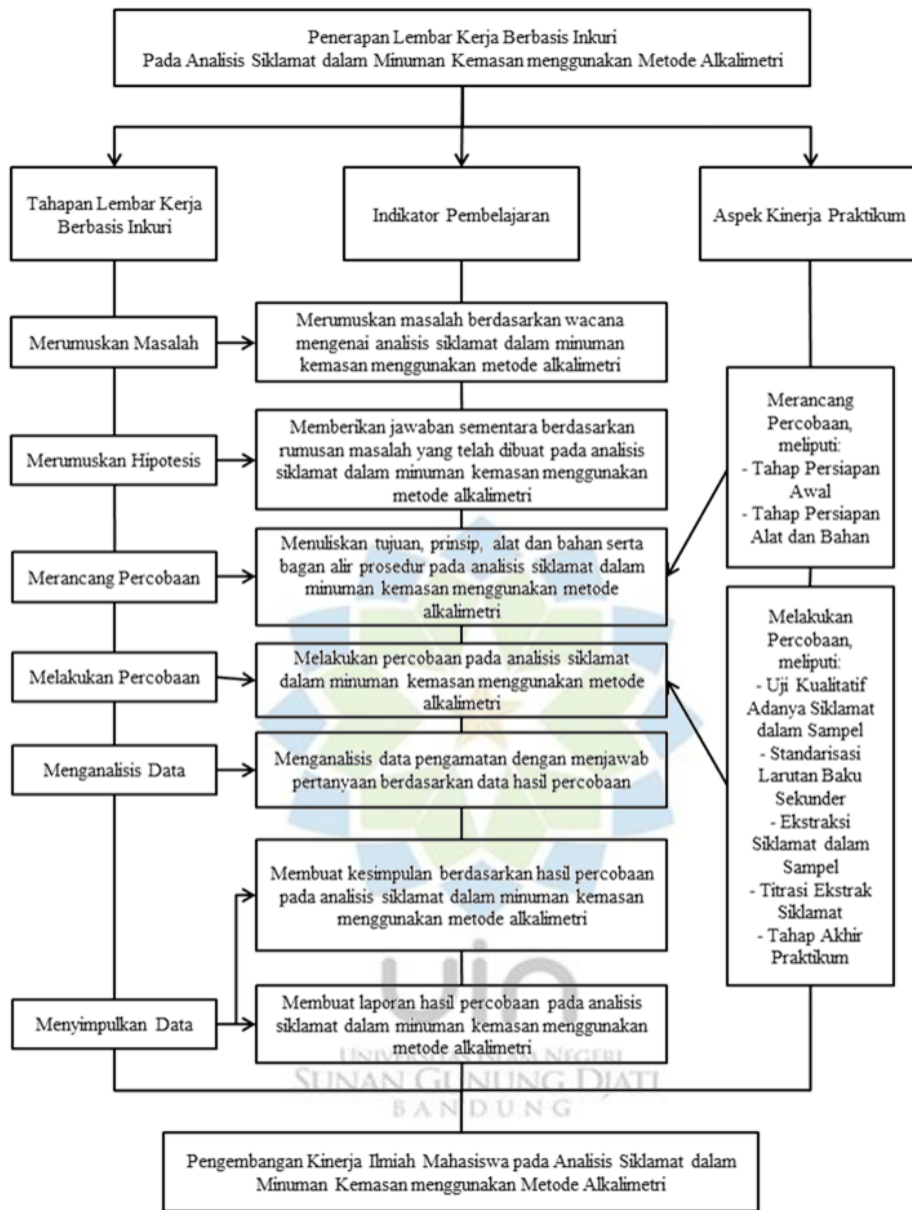 Penerapan Lembar Kerja Berbasis Inkuri
Pada Analisis Siklamat dalam Minuman Kemasan menggunakan Metode Alkalimetri
Tahapan Lembar Kerja
Berbasis Inkuri
Indikator Pembelajaran
Aspek Kinerja Praktikum
Merumuskan Masalah
Merumuskan masalah berdasarkan wacana
mengenai analisis siklamat dalam minuman
kemasan menggunakan metode alkalimetri
Merumuskan Hipotesis
Memberikan jawaban sementara berdasarkan
rumusan masalah yang telah dibuat pada analisis
siklamat dalam minuman kemasan menggunakan
metode alkalimetri
Merancang
Percobaan,
meliputi:
- Tahap Persiapan
Awal
- Tahap Persiapan
Alat dan Bahan
Merancang Percobaan
Menuliskan tujuan, prinsip, alat dan bahan serta
bagan alir prosedur pada analisis siklamat dalam
minuman kemasan menggunakan metode
alkalimetri
Melakukan Percobaan
Melakukan percobaan pada analisis siklamat
dalam minuman kemasan menggunakan metode
alkalimetri
Melakukan
Percobaan,
meliputi:
- Uji Kualitatif
Adanya Siklamat
dalam Sampel
- Standarisasi
Larutan Baku
Sekunder
- Ekstraksi
Siklamat dalam
Sampel
- Titrasi Ekstrak
Siklamat
- Tahap Akhir
Praktikum
Menganalisis Data
Menganalisis data pengamatan dengan menjawab
pertanyaan berdasarkan data hasil percobaan
Membuat kesimpulan berdasarkan hasil percobaan
pada analisis siklamat dalam minuman kemasan
menggunakan metode alkalimetri
Menyimpulkan Data
Membuat laporan hasil percobaan pada analisis
siklamat dalam minuman kemasan menggunakan
metode alkalimetri
uin
UNIVERSITAS ISLAM NEGERI
SUNAN GUNUNG DJATI
BANDUNG
Pengembangan Kinerja Ilmiah Mahasiswa pada Analisis Siklamat dalam
Minuman Kemasan menggunakan Metode Alkalimetri